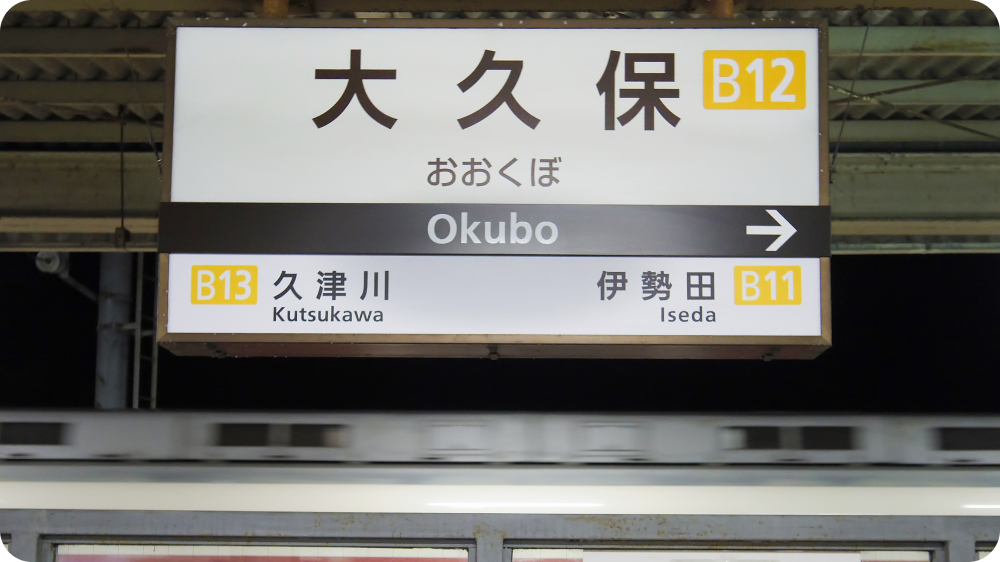 大久保 B12
おおくぼ
Okubo →
B13 久津川 伊勢田 B11
Kutsukawa Iseda